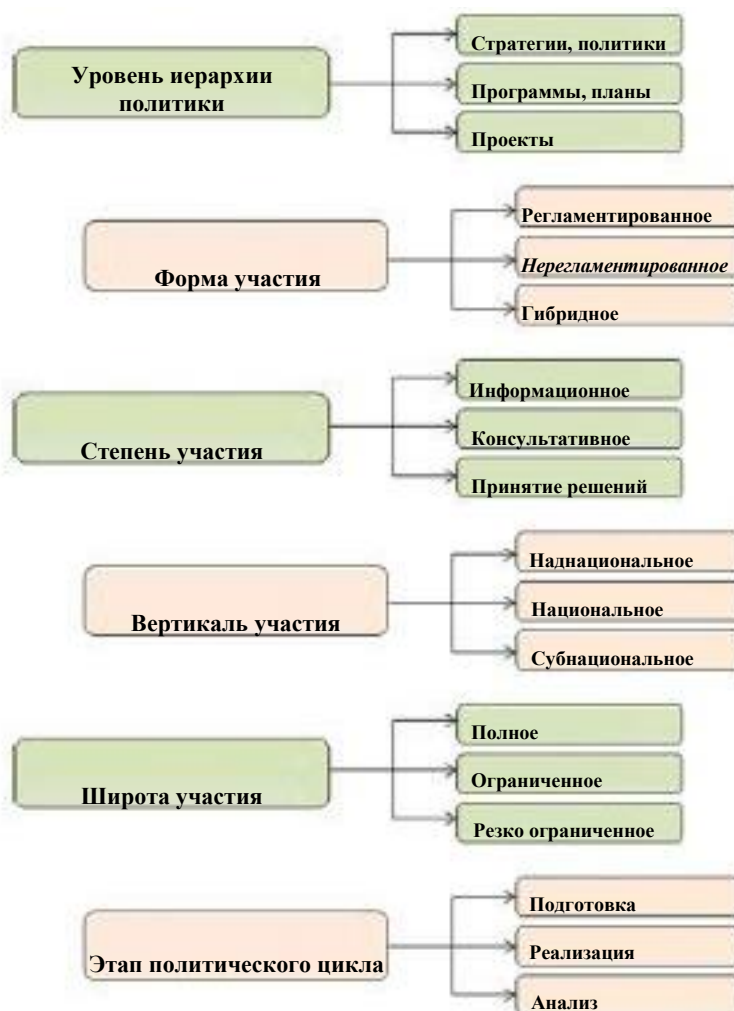 Уровень иерархии
политики
Стратегии, политики
Программы, планы
Проекты
Форма участия
Регламентированное
Нерегламентированное
Гибридное
Степень участия
Информационное
Консультативное
Принятие решений
Вертикаль участия
Наднациональное
Национальное
Субнациональное
Широта участия
Полное
Ограниченное
Резко ограниченное
Этап политического цикла
Подготовка
Реализация
Анализ